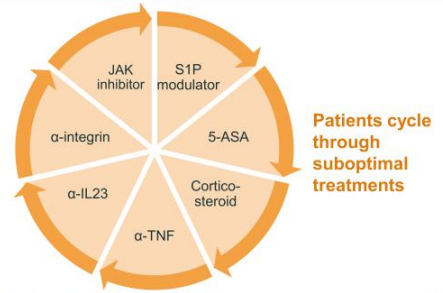 JAK
inhibitor
S1P
modulator
α-integrin
5-ASA
α-IL23
Cortico-
steroid
α-TNF
Patients cycle
through
suboptimal
treatments